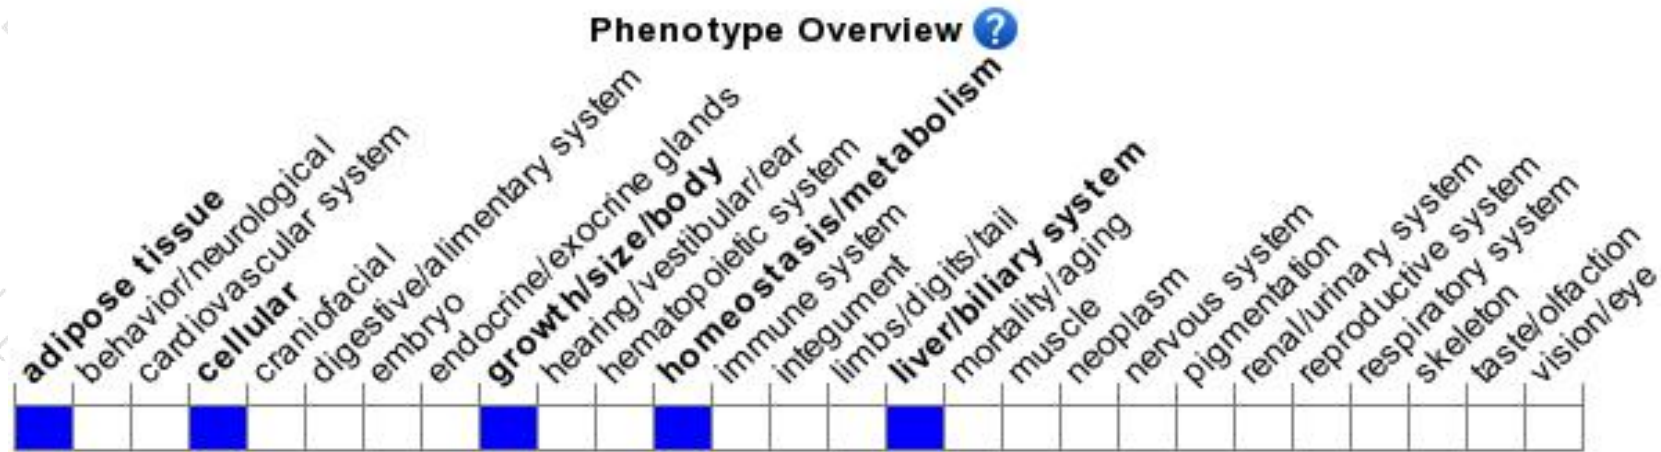 Phenotype Overview ?
adipose tissue
behavior/neurological
cardiovascular system
cellular
craniofacial
digestive/alimentary system
embryo
endocrine/exocrine glands
growth/size/body
hearing/vestibular/ear
hematopoietic system
homeostasis/metabolism
immune system
integument
limbs/digits/tail
liver/biliary system
mortality/aging
muscle
neoplasm
nervous system
pigmentation
renal/urinary system
reproductive system
respiratory system
skeleton
taste/olfaction
vision/eye